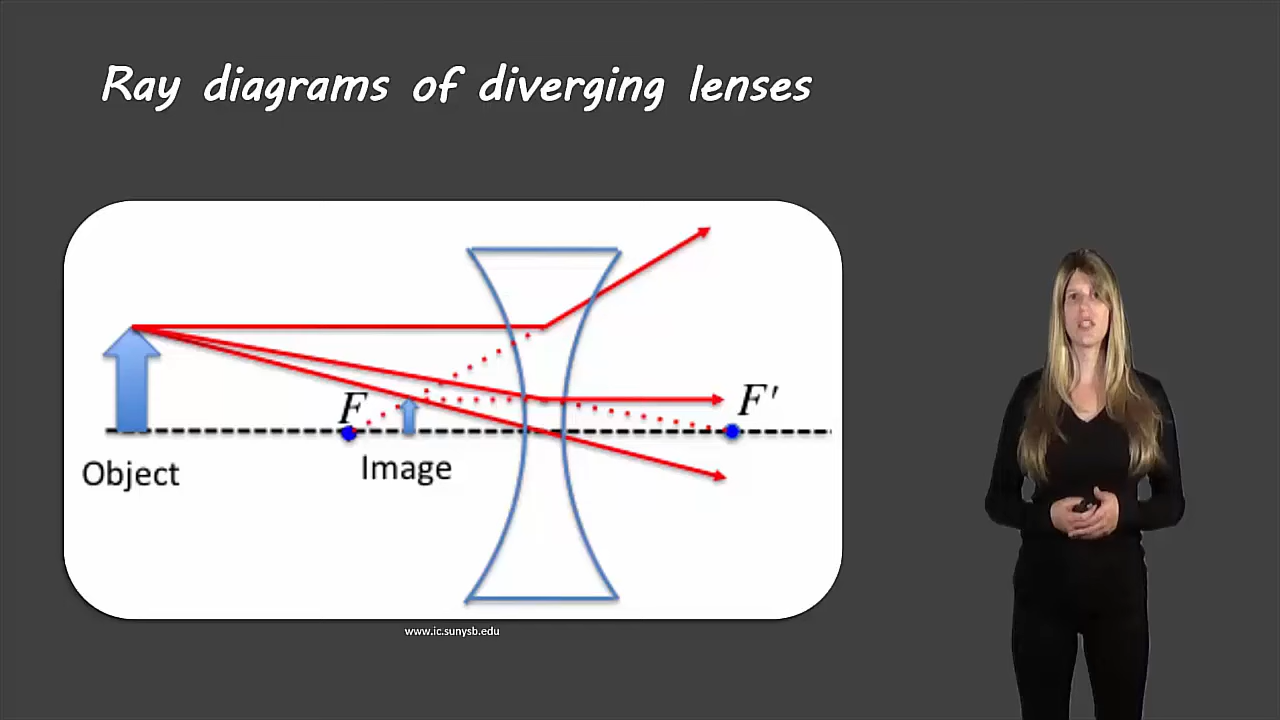 Ray diagrams of diverging lenses
F
F'
Object
Image
www.ic.sunysb.edu